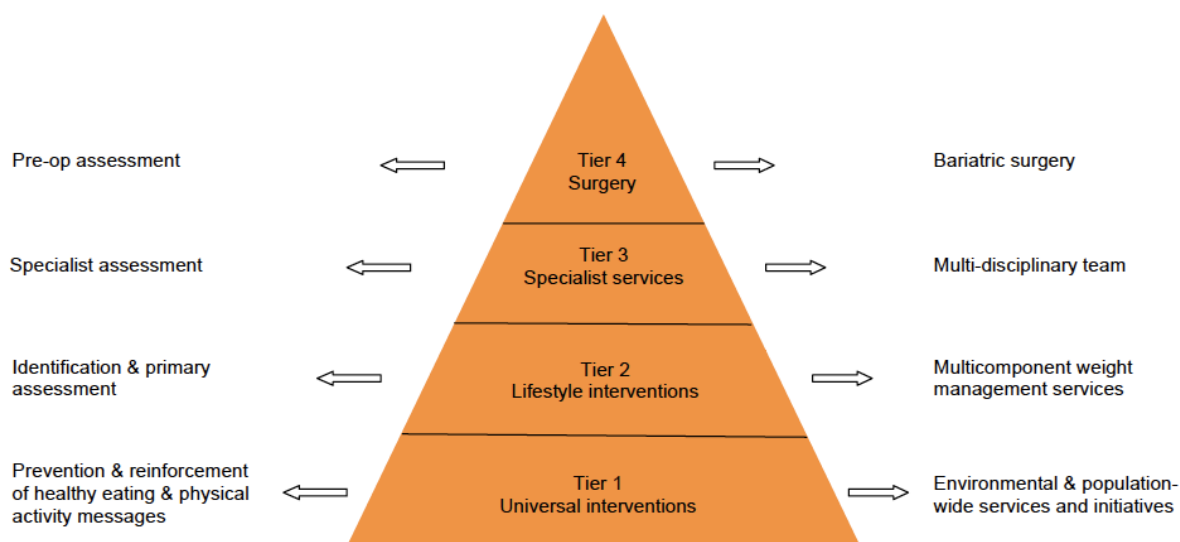 Pre-op assessment
Tier 4
Surgery
Bariatric surgery
Specialist assessment
Tier 3
Specialist services
Multi-disciplinary team
Identification & primary
assessment
Tier 2
Lifestyle interventions
Multicomponent weight
management services
Prevention & reinforcement
of healthy eating & physical
activity messages
Tier 1
Universal interventions
Environmental & population-
wide services and initiatives